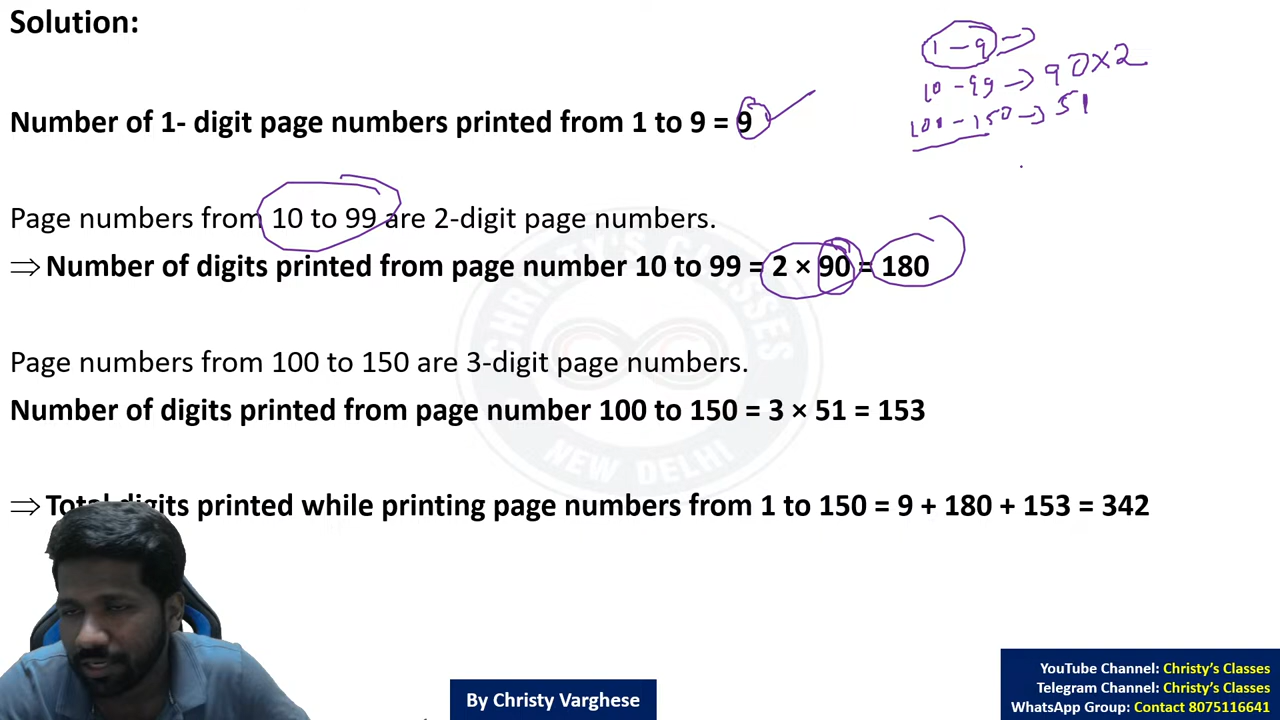 Solution:
1 - 9 →
10 - 99 → 90 × 2
100 - 150 → 51
Number of 1- digit page numbers printed from 1 to 9 = 9
Page numbers from 10 to 99 are 2-digit page numbers.
⇒ Number of digits printed from page number 10 to 99 = 2 × 90 = 180
Page numbers from 100 to 150 are 3-digit page numbers.
Number of digits printed from page number 100 to 150 = 3 × 51 = 153
⇒ Total digits printed while printing page numbers from 1 to 150 = 9 + 180 + 153 = 342
CHRISTY'S CLASSES
NEW DELHI
By Christy Varghese
YouTube Channel: Christy's Classes
Telegram Channel: Christy's Classes
WhatsApp Group: Contact 8075116641